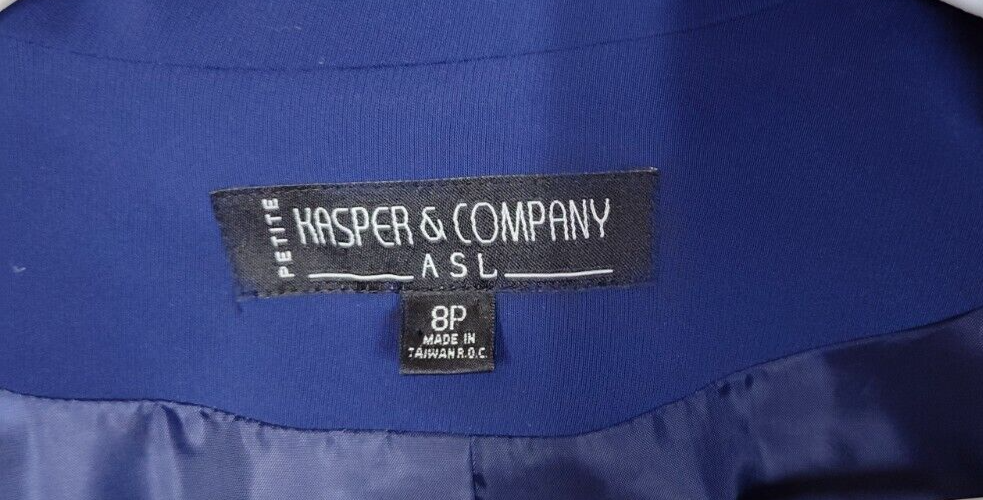 PETITE
KASPER & COMPANY
ASL
8P
MADE IN
TAIWAN R.O.C.